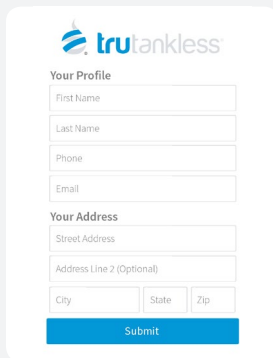 trutankless
Your Profile
First Name
Last Name
Phone
Email
Your Address
Street Address
Address Line 2 (Optional)
City State Zip
Submit